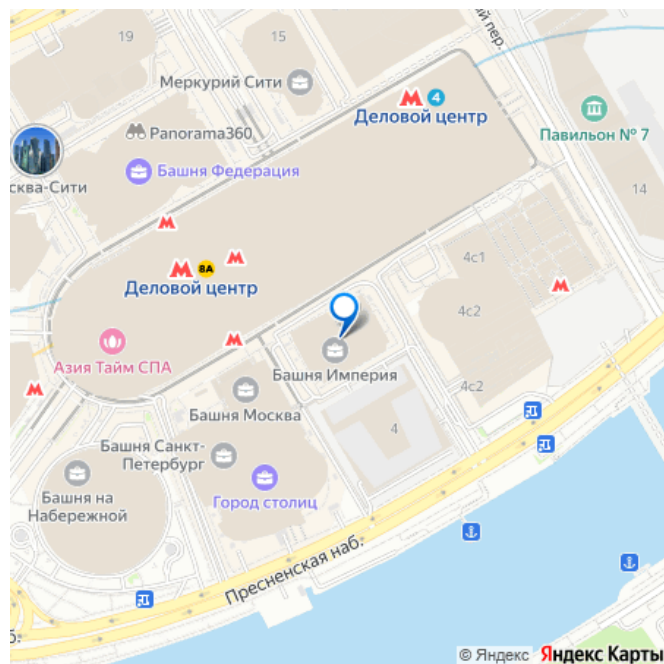 19
15
й пер.
Меркурий Сити
4
Деловой центр
Panorama360
Павильон № 7
сква-Сити
Башня Федерация
14
4с1
8А
Деловой центр
4с2
Азия Тайм СПА
Башня Империя
4с2
Башня Москва
4
Башня Санкт-
Петербург
Башня на
Набережной
Город столиц
Пресненская наб.
б.
© Яндекс Яндекс Карты